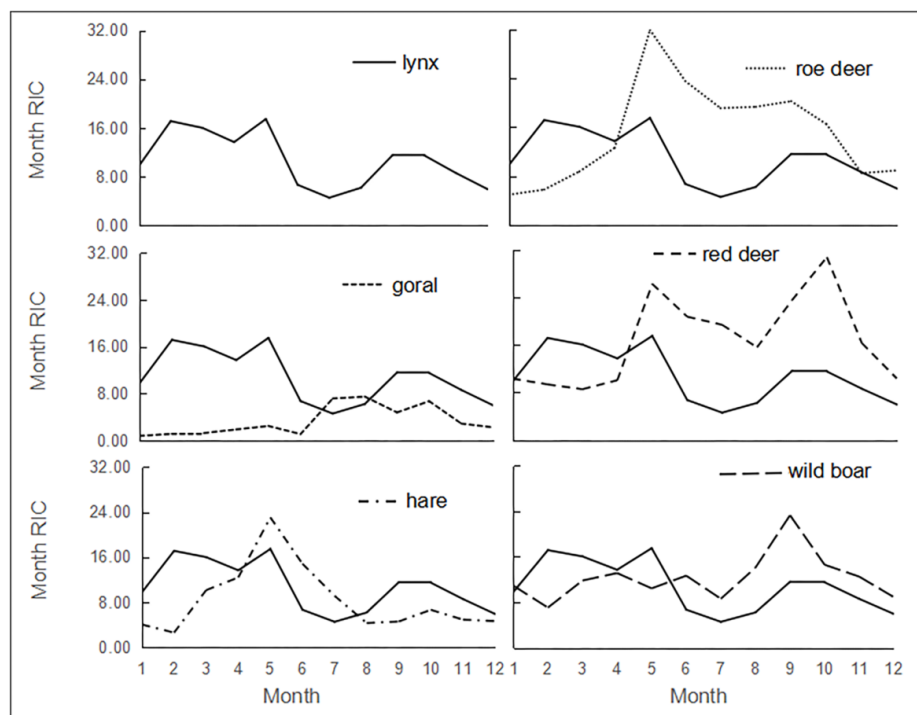 32.00
24.00
16.00
8.00
0.00
Month RIC
lynx
roe deer
32.00
24.00
16.00
8.00
0.00
Month RIC
goral
red deer
32.00
24.00
16.00
8.00
0.00
Month RIC
hare
wild boar
1 2 3 4 5 6 7 8 9 10 11 12
Month
1 2 3 4 5 6 7 8 9 10 11 12
Month